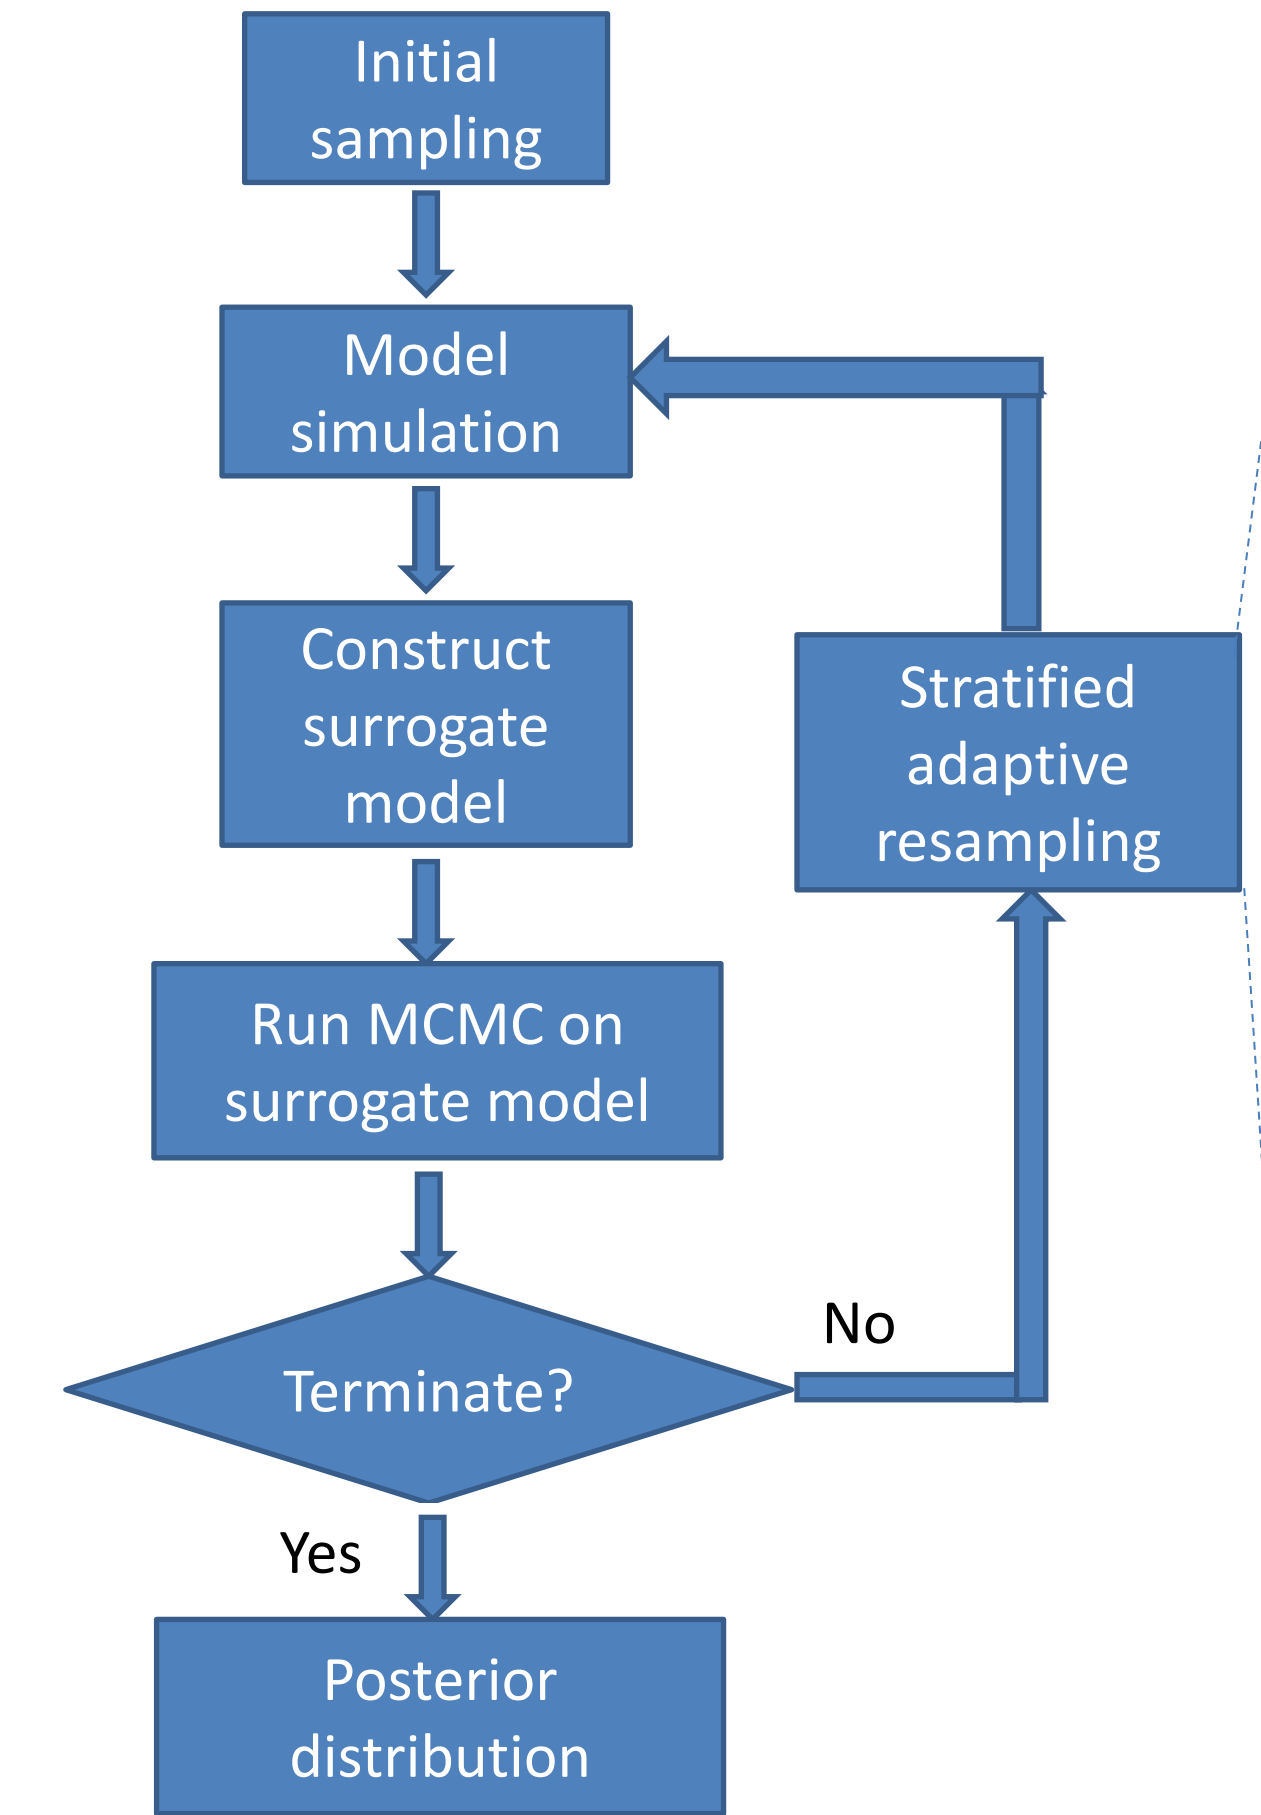 Initial
sampling
Model
simulation
Construct
surrogate
model
Stratified
adaptive
resampling
Run MCMC on
surrogate model
Terminate?
No
Yes
Posterior
distribution